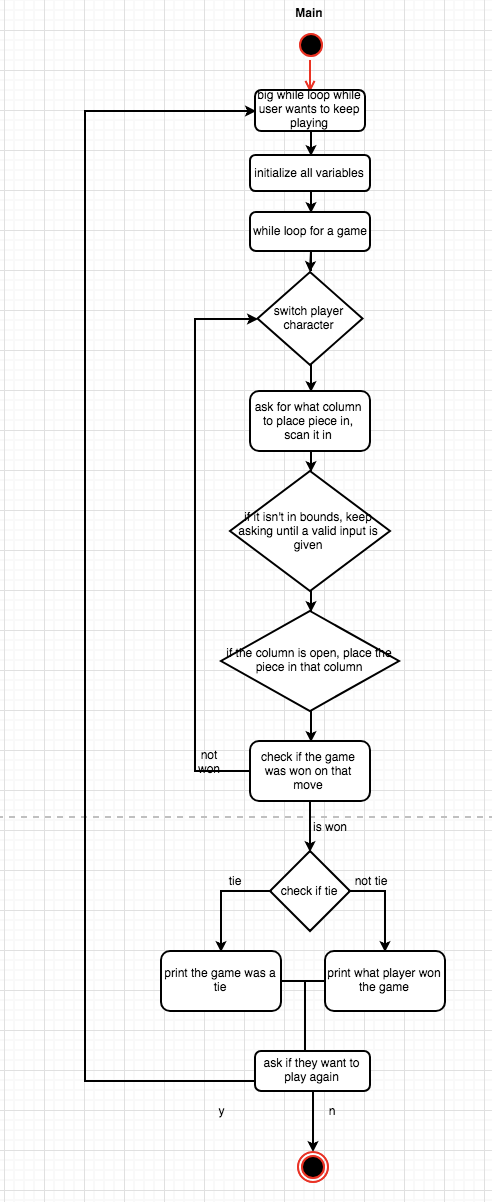 Main
big while loop while
user wants to keep
playing
initialize all variables
while loop for a game
switch player
character
ask for what column
to place piece in,
scan it in
if it isn't in bounds, keep
asking until a valid input is
given
if the column is open, place the
piece in that column
check if the game
was won on that
move
not
won
is won
check if tie
tie
not tie
print the game was a
tie
print what player won
the game
ask if they want to
play again
y
n